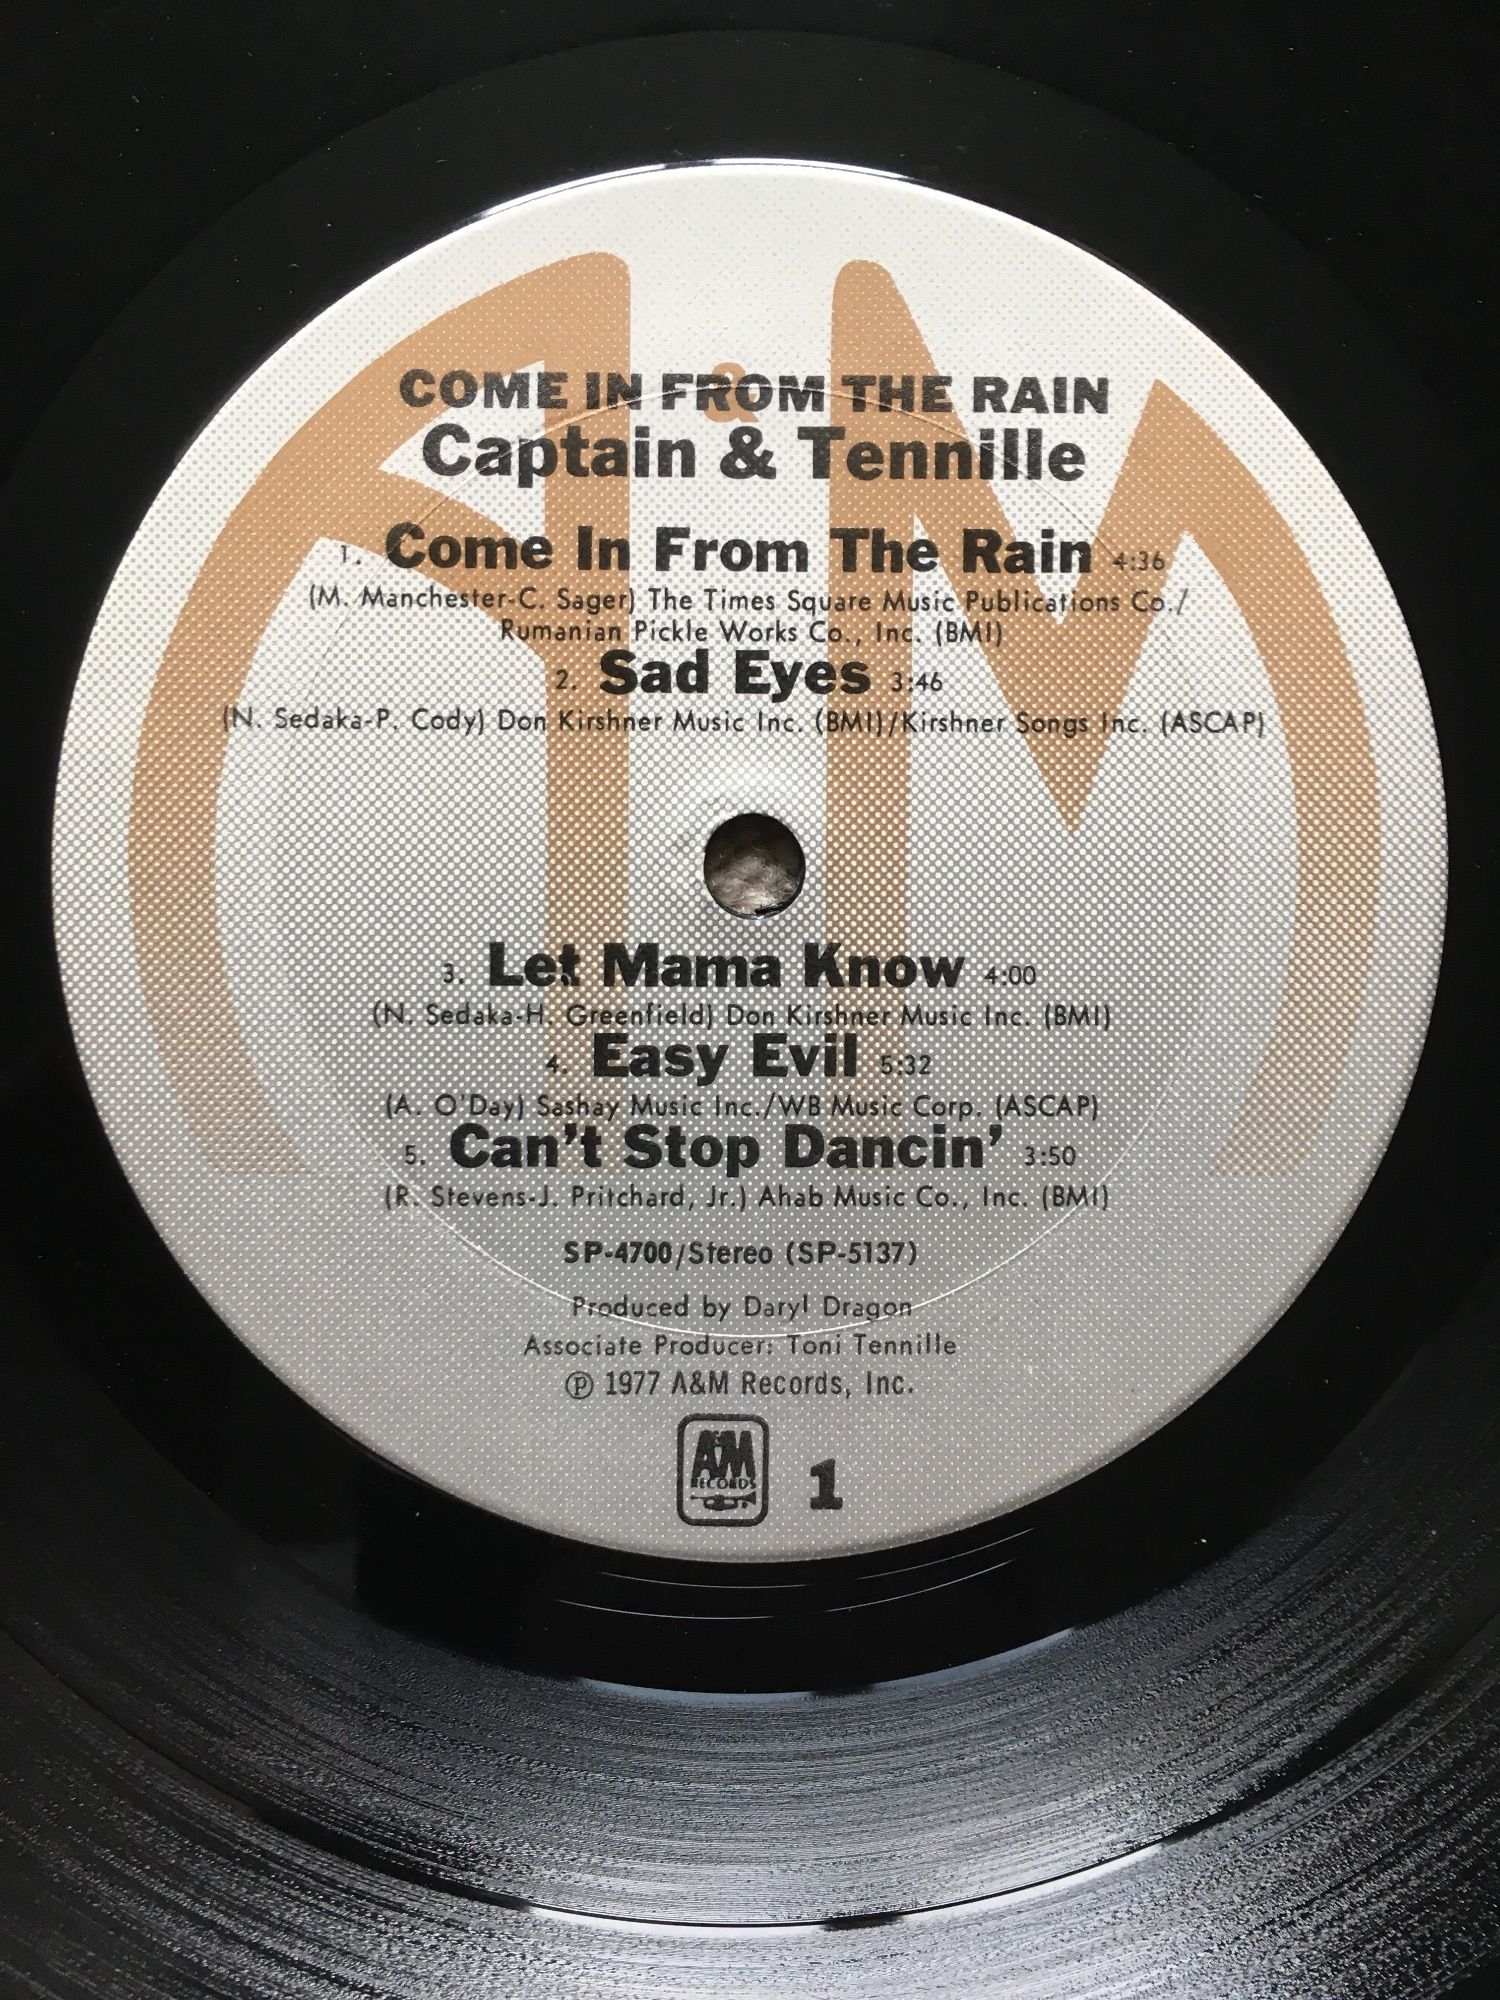 A & M
COME IN FROM THE RAIN
Captain & Tennille
1. Come In From The Rain 4:36
(M. Manchester-C. Sager) The Times Square Music Publications Co./
Rumanian Pickle Works Co., Inc. (BMI)
2. Sad Eyes 3:46
(N. Sedaka-P. Cody) Don Kirshner Music Inc. (BMI)/Kirshner Songs Inc. (ASCAP)
3. Let Mama Know 4:00
(N. Sedaka-H. Greenfield) Don Kirshner Music Inc. (BMI)
4. Easy Evil 5:32
(A. O'Day) Sashay Music Inc./WB Music Corp. (ASCAP)
5. Can't Stop Dancin' 3:50
(R. Stevens-J. Pritchard, Jr.) Ahab Music Co., Inc. (BMI)
SP-4700/Stereo (SP-5137)
Produced by Daryl Dragon
Associate Producer: Toni Tennille
℗ 1977 A&M Records, Inc.
A&M 1
RECORDS